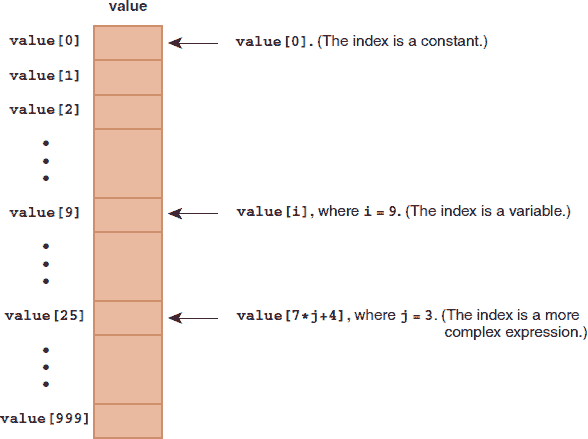 value
value[0]
value[0]. (The index is a constant.)
value[1]
value[2]
value[9]
value[i], where i = 9. (The index is a variable.)
value[25]
value[7*j+4], where j = 3. (The index is a more
complex expression.)
value[999]